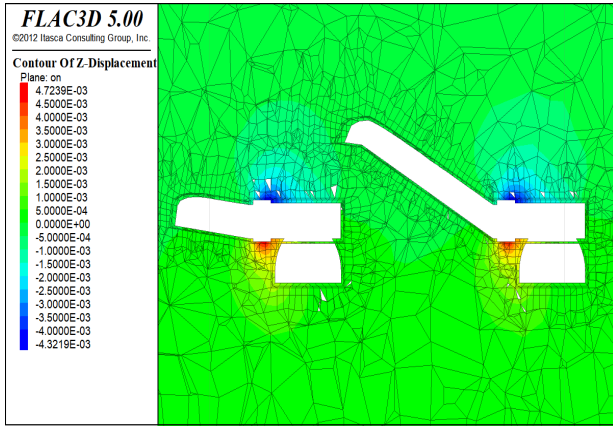 FLAC3D 5.00
©2012 Itasca Consulting Group, Inc.
Contour Of Z-Displacement
Plane: on
4.7239E-03
4.5000E-03
4.0000E-03
3.5000E-03
3.0000E-03
2.5000E-03
2.0000E-03
1.5000E-03
1.0000E-03
5.0000E-04
0.0000E+00
-5.0000E-04
-1.0000E-03
-1.5000E-03
-2.0000E-03
-2.5000E-03
-3.0000E-03
-3.5000E-03
-4.0000E-03
-4.3219E-03